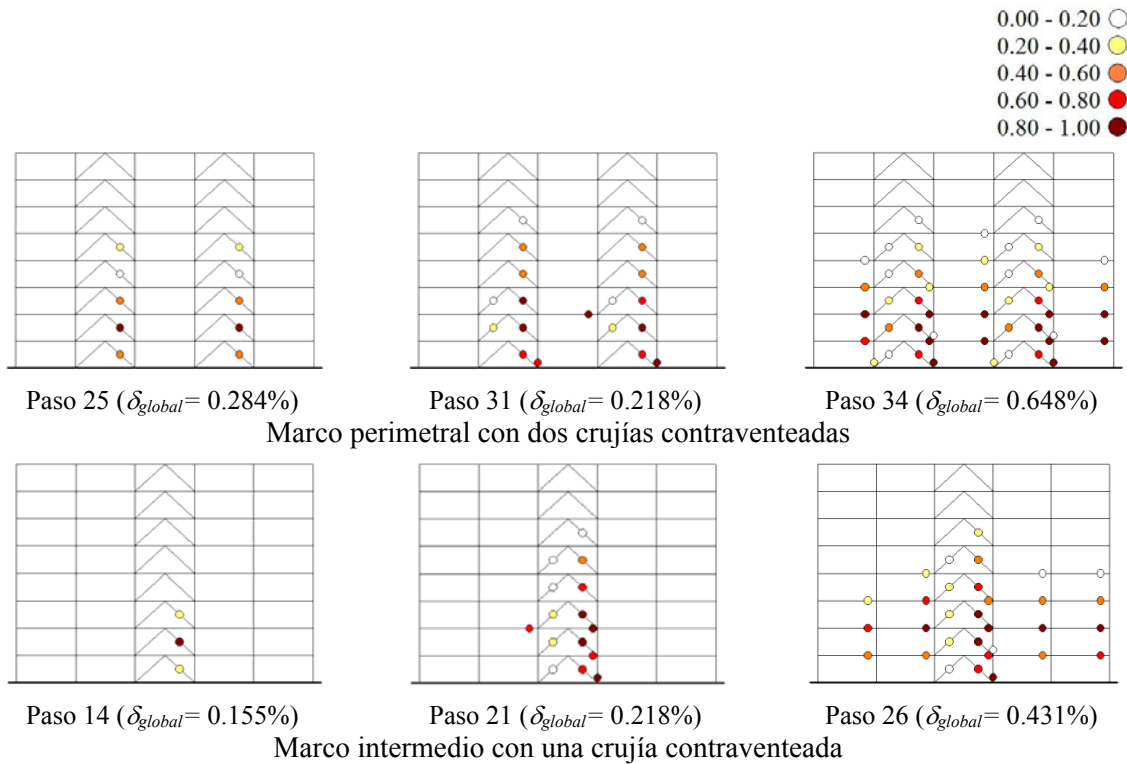 0.00 - 0.20
0.20 - 0.40
0.40 - 0.60
0.60 - 0.80
0.80 - 1.00
Paso 25 (δglobal= 0.284%)
Paso 31 (δglobal= 0.218%)
Paso 34 (δglobal= 0.648%)
Marco perimetral con dos crujías contraventeadas
Paso 14 (δglobal= 0.155%)
Paso 21 (δglobal= 0.218%)
Paso 26 (δglobal= 0.431%)
Marco intermedio con una crujía contraventeada